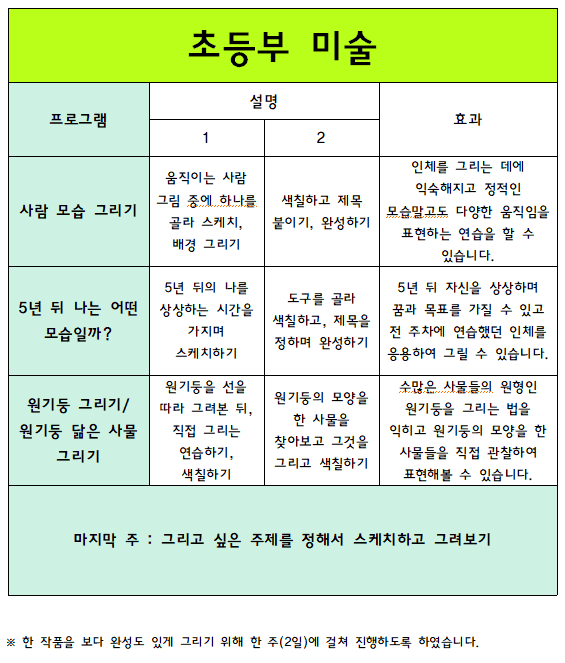 초등부 미술
프로그램
설명
효과
1
2
사람 모습 그리기
움직이는 사람
그림 중에 하나를
골라 스케치,
배경 그리기
색칠하고 제목
붙이기, 완성하기
인체를 그리는 데에
익숙해지고 정적인
모습말고도 다양한 움직임을
표현하는 연습을 할 수
있습니다.
5년 뒤 나는 어떤
모습일까?
5년 뒤의 나를
상상하는 시간을
가지며
스케치하기
도구를 골라
색칠하고, 제목을
정하며 완성하기
5년 뒤 자신을 상상하며
꿈과 목표를 가질 수 있고
전 주차에 연습했던 인체를
응용하여 그릴 수 있습니다.
원기둥 그리기/
원기둥 닮은 사물
그리기
원기둥을 선을
따라 그려본 뒤,
직접 그리는
연습하기,
색칠하기
원기둥의 모양을
한 사물을
찾아보고 그것을
그리고 색칠하기
수많은 사물들의 원형인
원기둥을 그리는 법을
익히고 원기둥의 모양을 한
사물들을 직접 관찰하여
표현해볼 수 있습니다.
마지막 주 : 그리고 싶은 주제를 정해서 스케치하고 그려보기
※ 한 작품을 보다 완성도 있게 그리기 위해 한 주(2일)에 걸쳐 진행하도록 하였습니다.